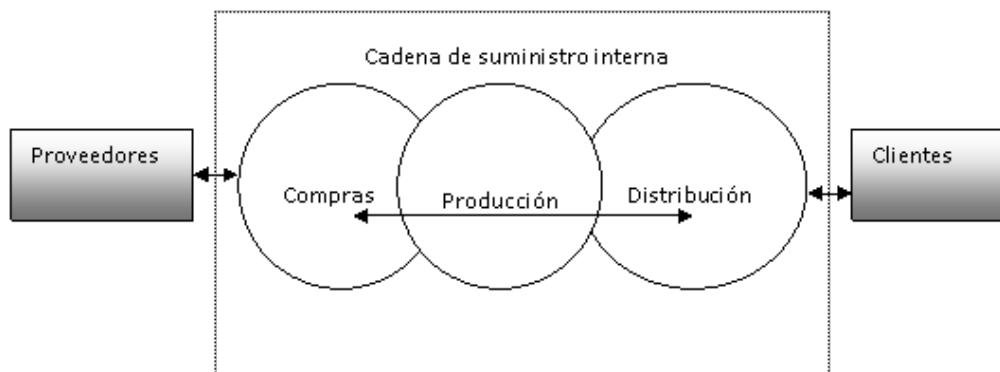 Cadena de suministro interna
Proveedores
Clientes
Compras
Producción
Distribución